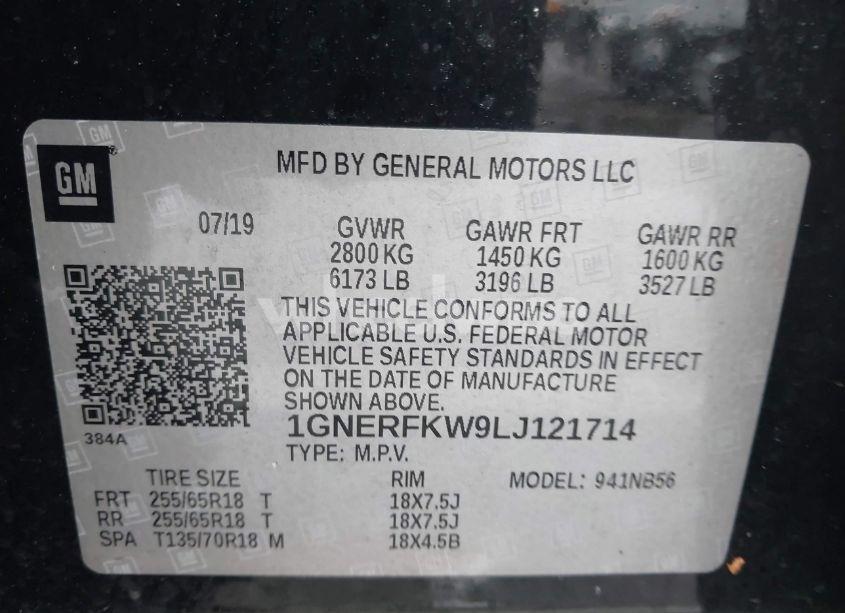 GM
MFD BY GENERAL MOTORS LLC
07/19 GVWR GAWR FRT GAWR RR
2800 KG 1450 KG 1600 KG
6173 LB 3196 LB 3527 LB
THIS VEHICLE CONFORMS TO ALL
APPLICABLE U.S. FEDERAL MOTOR
VEHICLE SAFETY STANDARDS IN EFFECT
ON THE DATE OF MANUFACTURE
SHOWN ABOVE.
384A
1GNERFKW9LJ121714
TYPE: M.P.V.
TIRE SIZE RIM MODEL: 941NB56
FRT 255/65R18 T 18X7.5J
RR 255/65R18 T 18X7.5J
SPA T135/70R18 M 18X4.5B